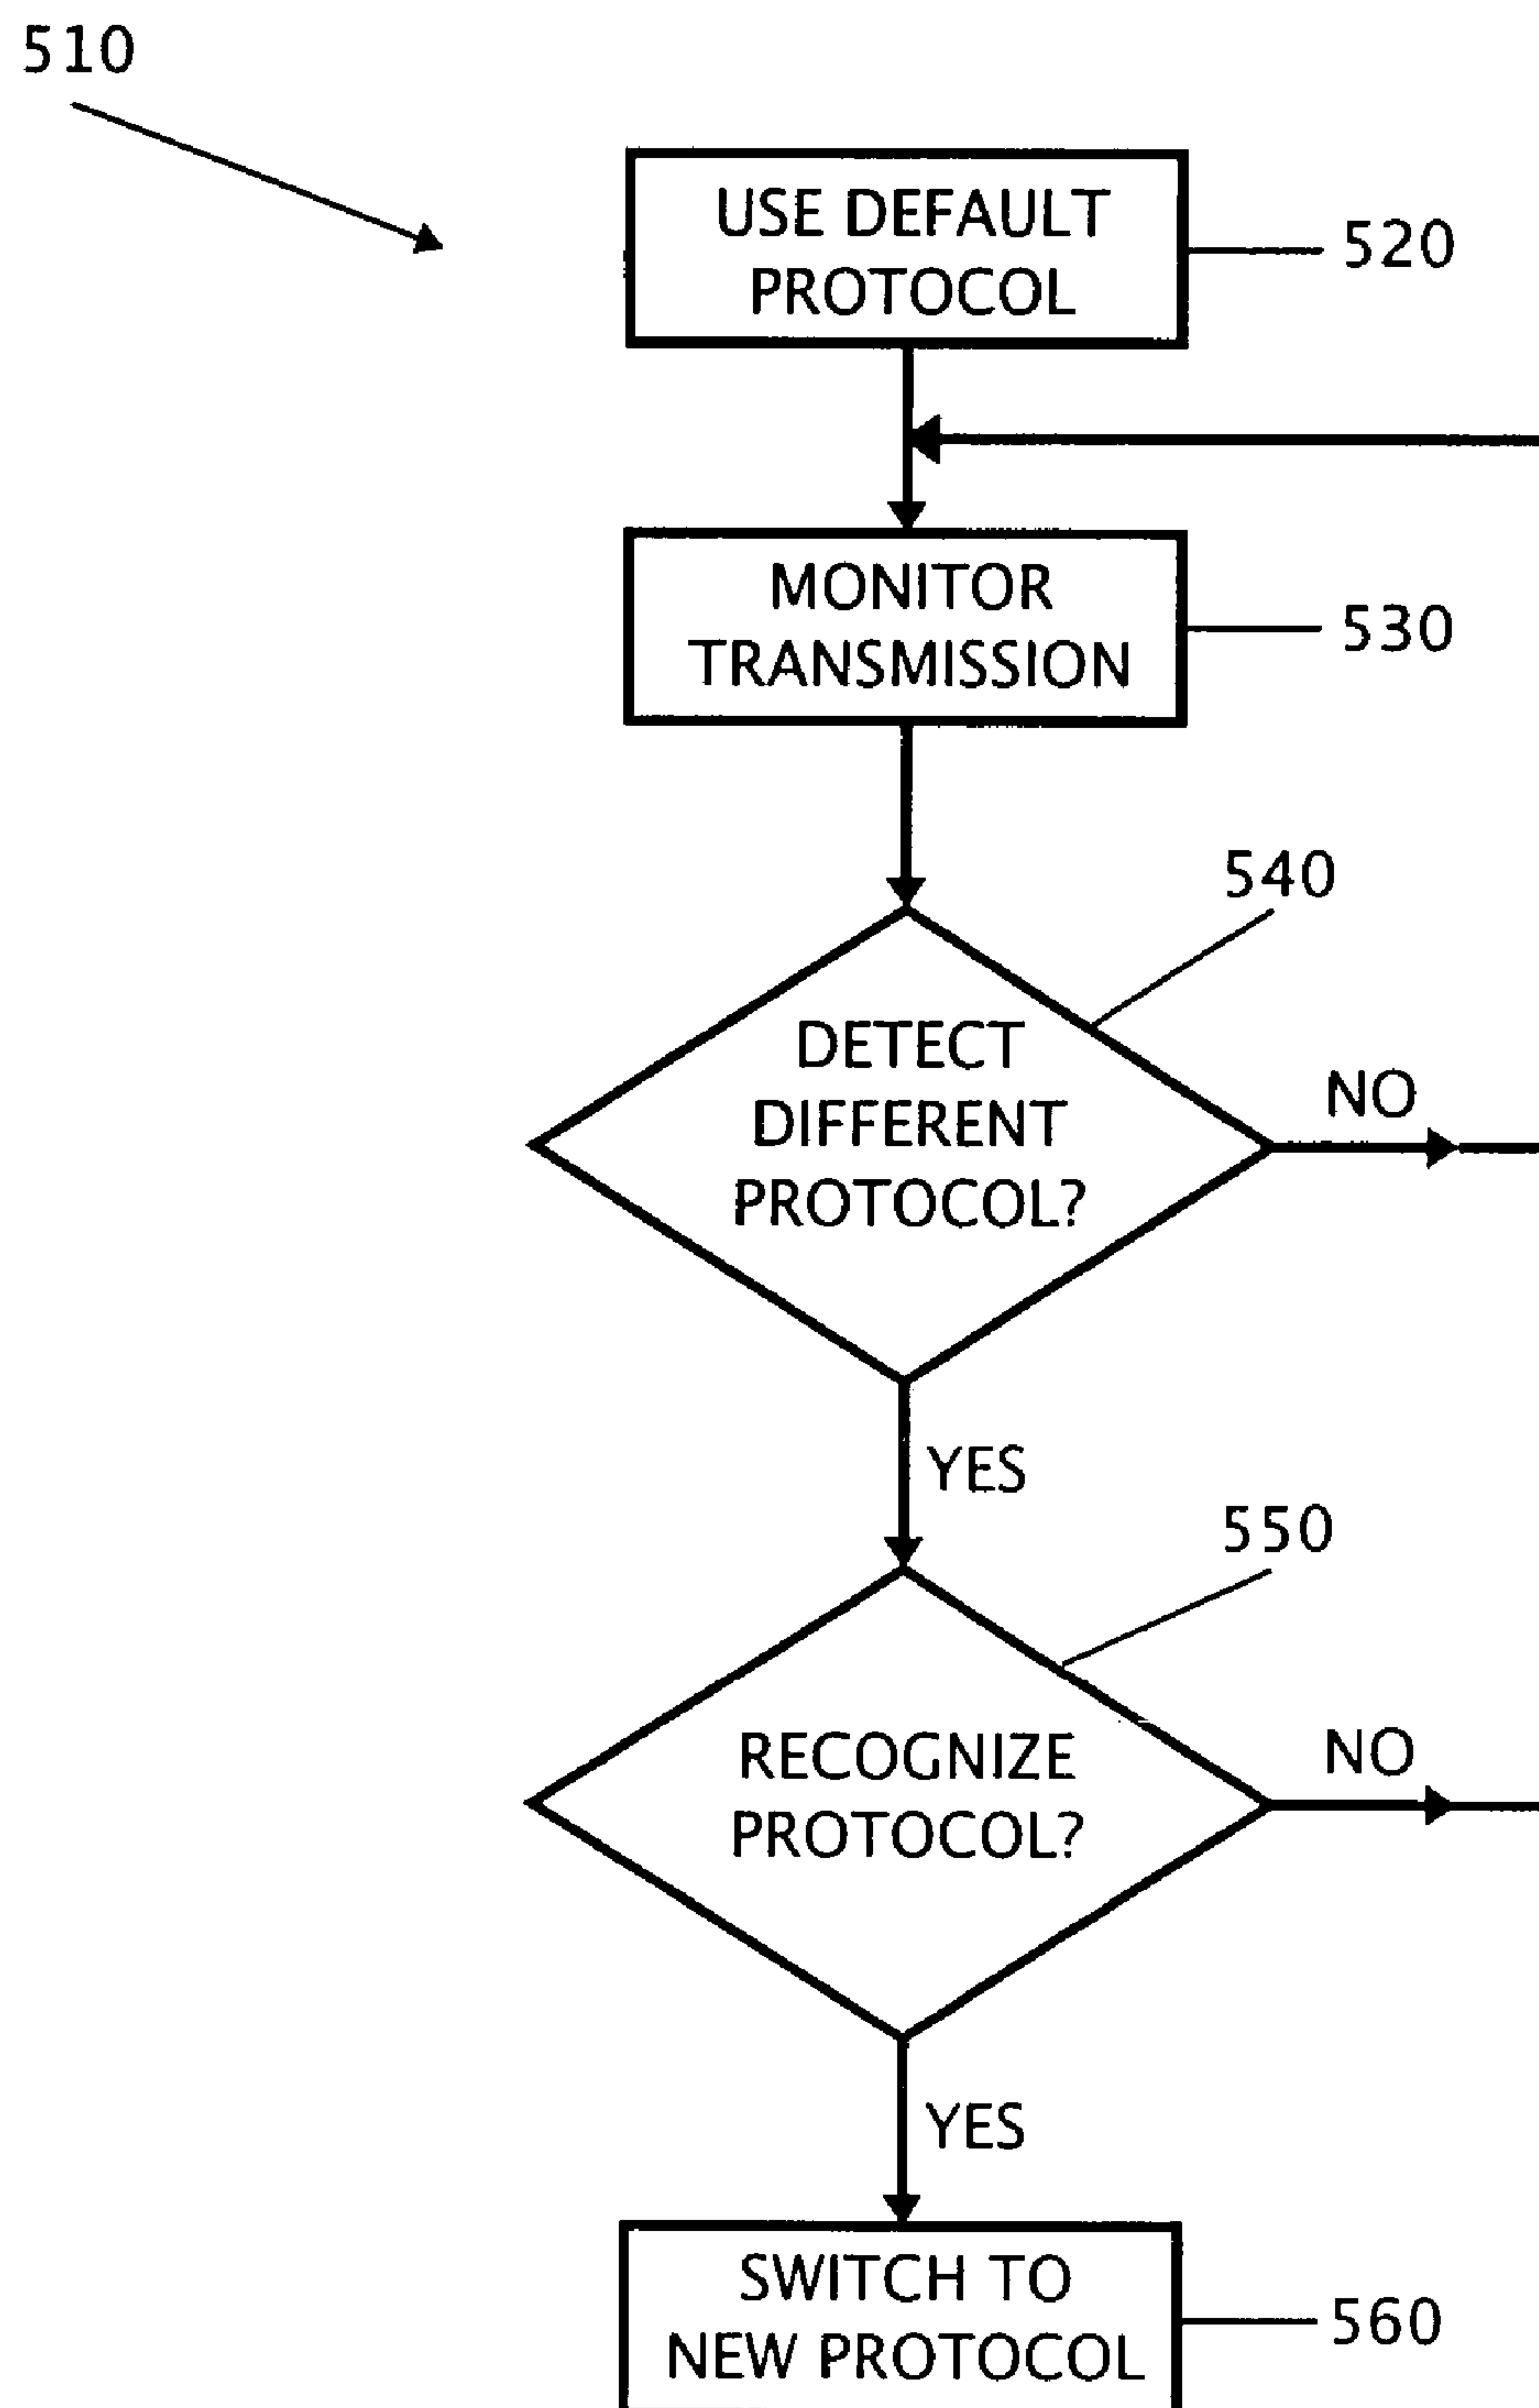 510
USE DEFAULT
PROTOCOL
520
MONITOR
TRANSMISSION
530
540
DETECT
DIFFERENT
PROTOCOL?
NO
YES
550
RECOGNIZE
PROTOCOL?
NO
YES
SWITCH TO
NEW PROTOCOL
560